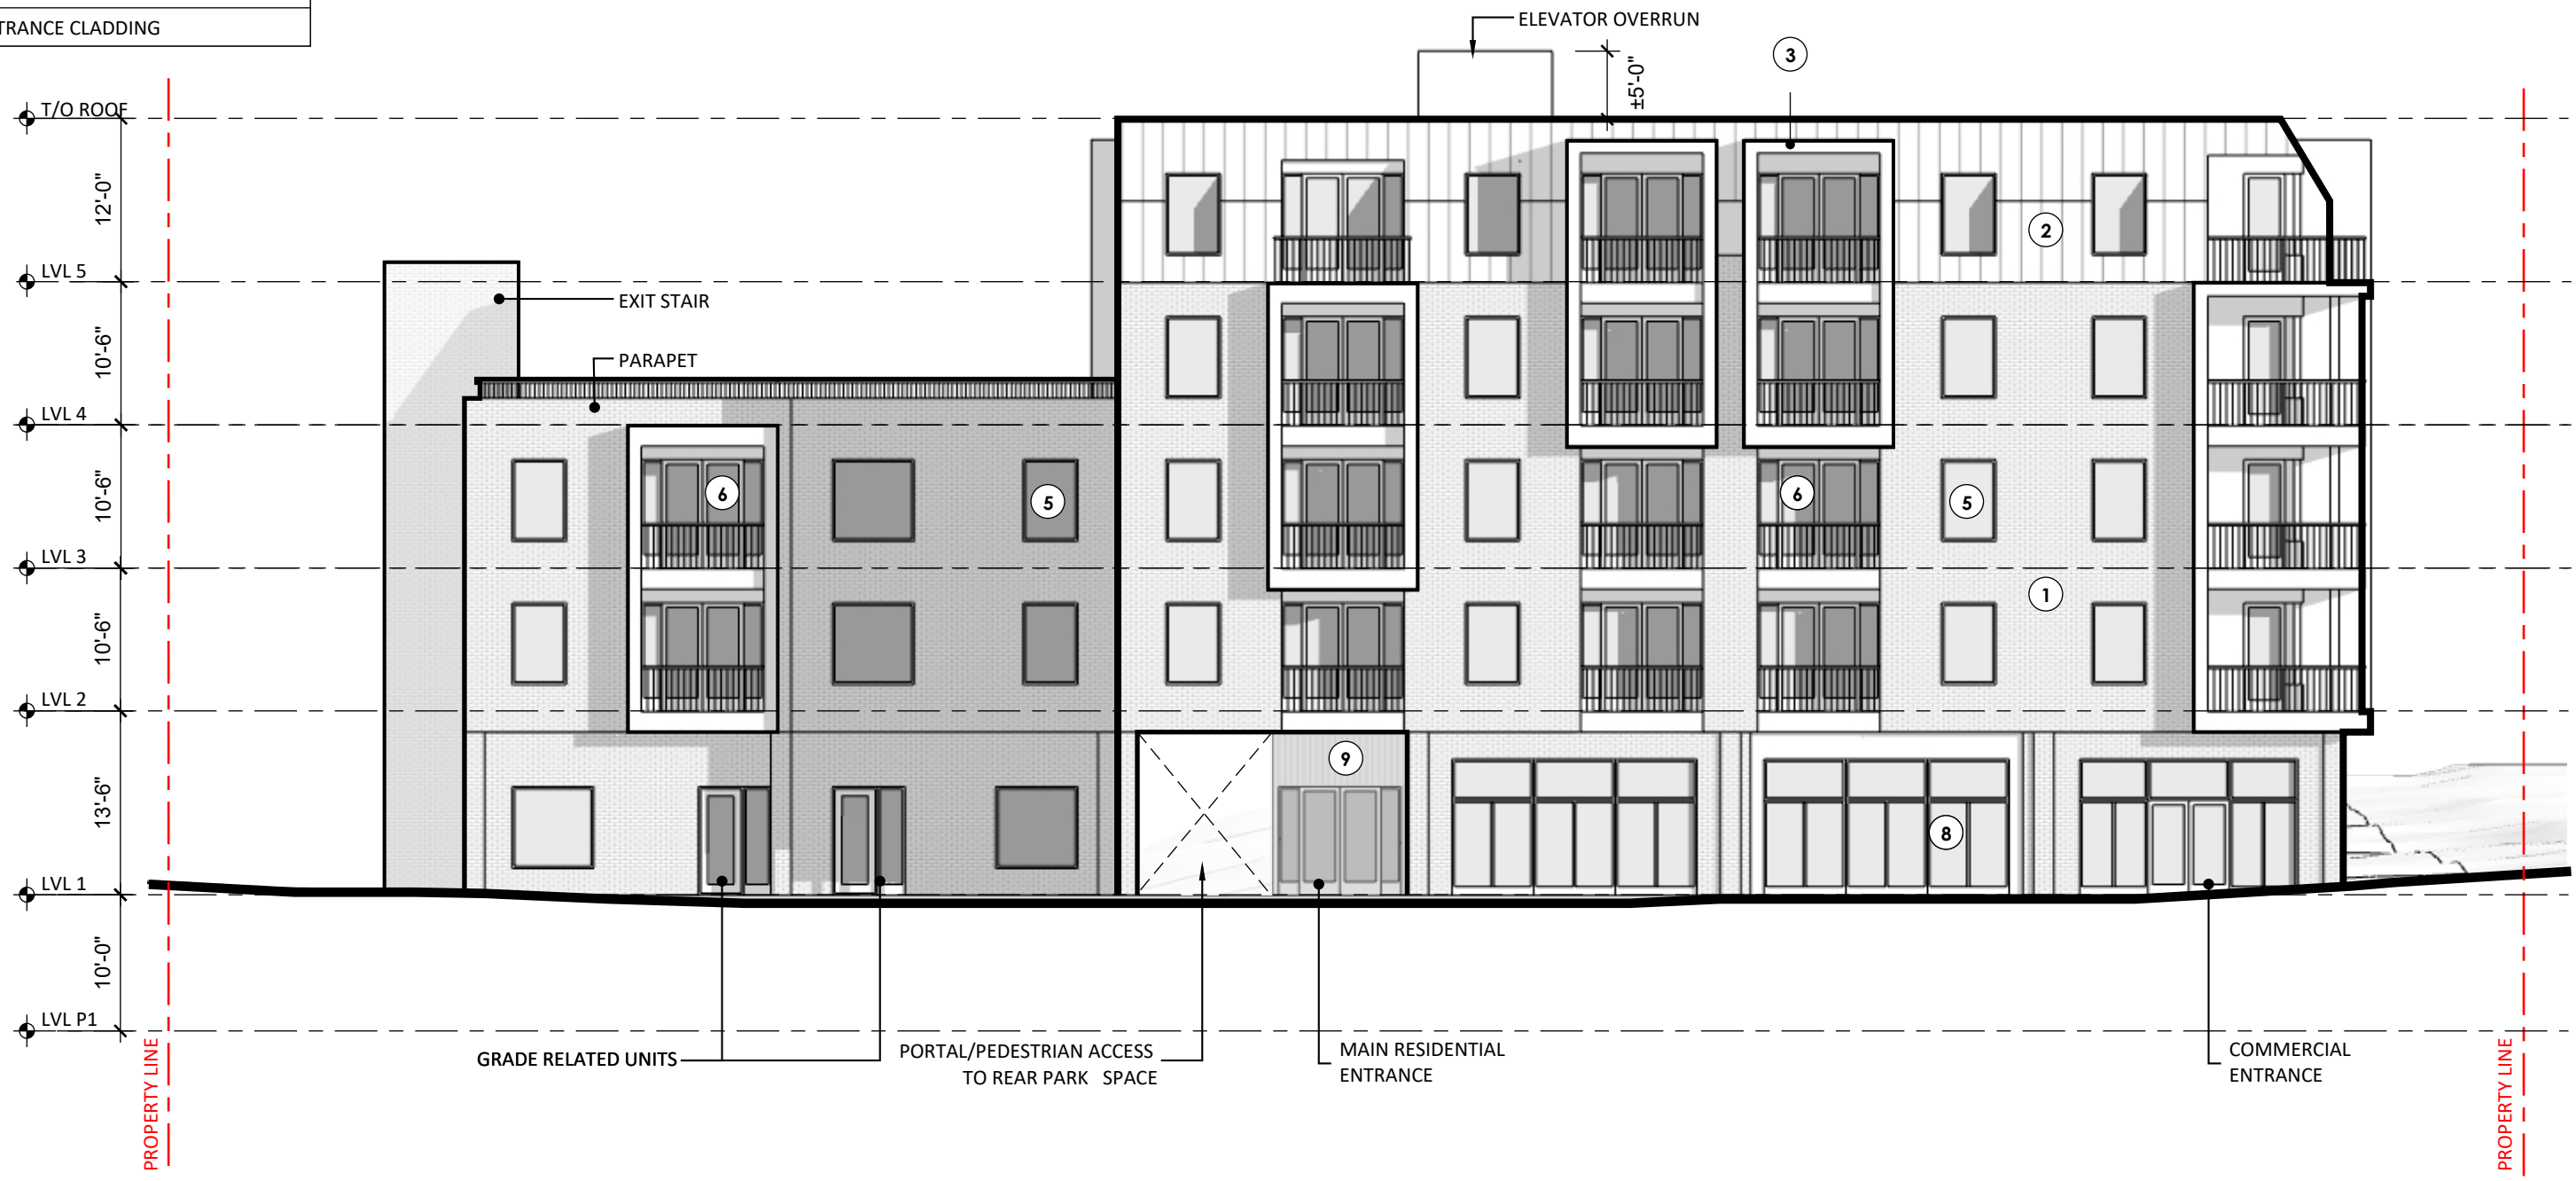 TRANCE CLADDING
ELEVATOR OVERRUN
±5'-0"
3
T/O ROOF
12'-0"
2
LVL 5
EXIT STAIR
10'-6"
PARAPET
LVL 4
10'-6"
6
5
6
5
LVL 3
10'-6"
1
LVL 2
9
13'-6"
8
LVL 1
10'-0"
LVL P1
GRADE RELATED UNITS
PORTAL/PEDESTRIAN ACCESS
TO REAR PARK SPACE
MAIN RESIDENTIAL
ENTRANCE
COMMERCIAL
ENTRANCE
PROPERTY LINE
PROPERTY LINE